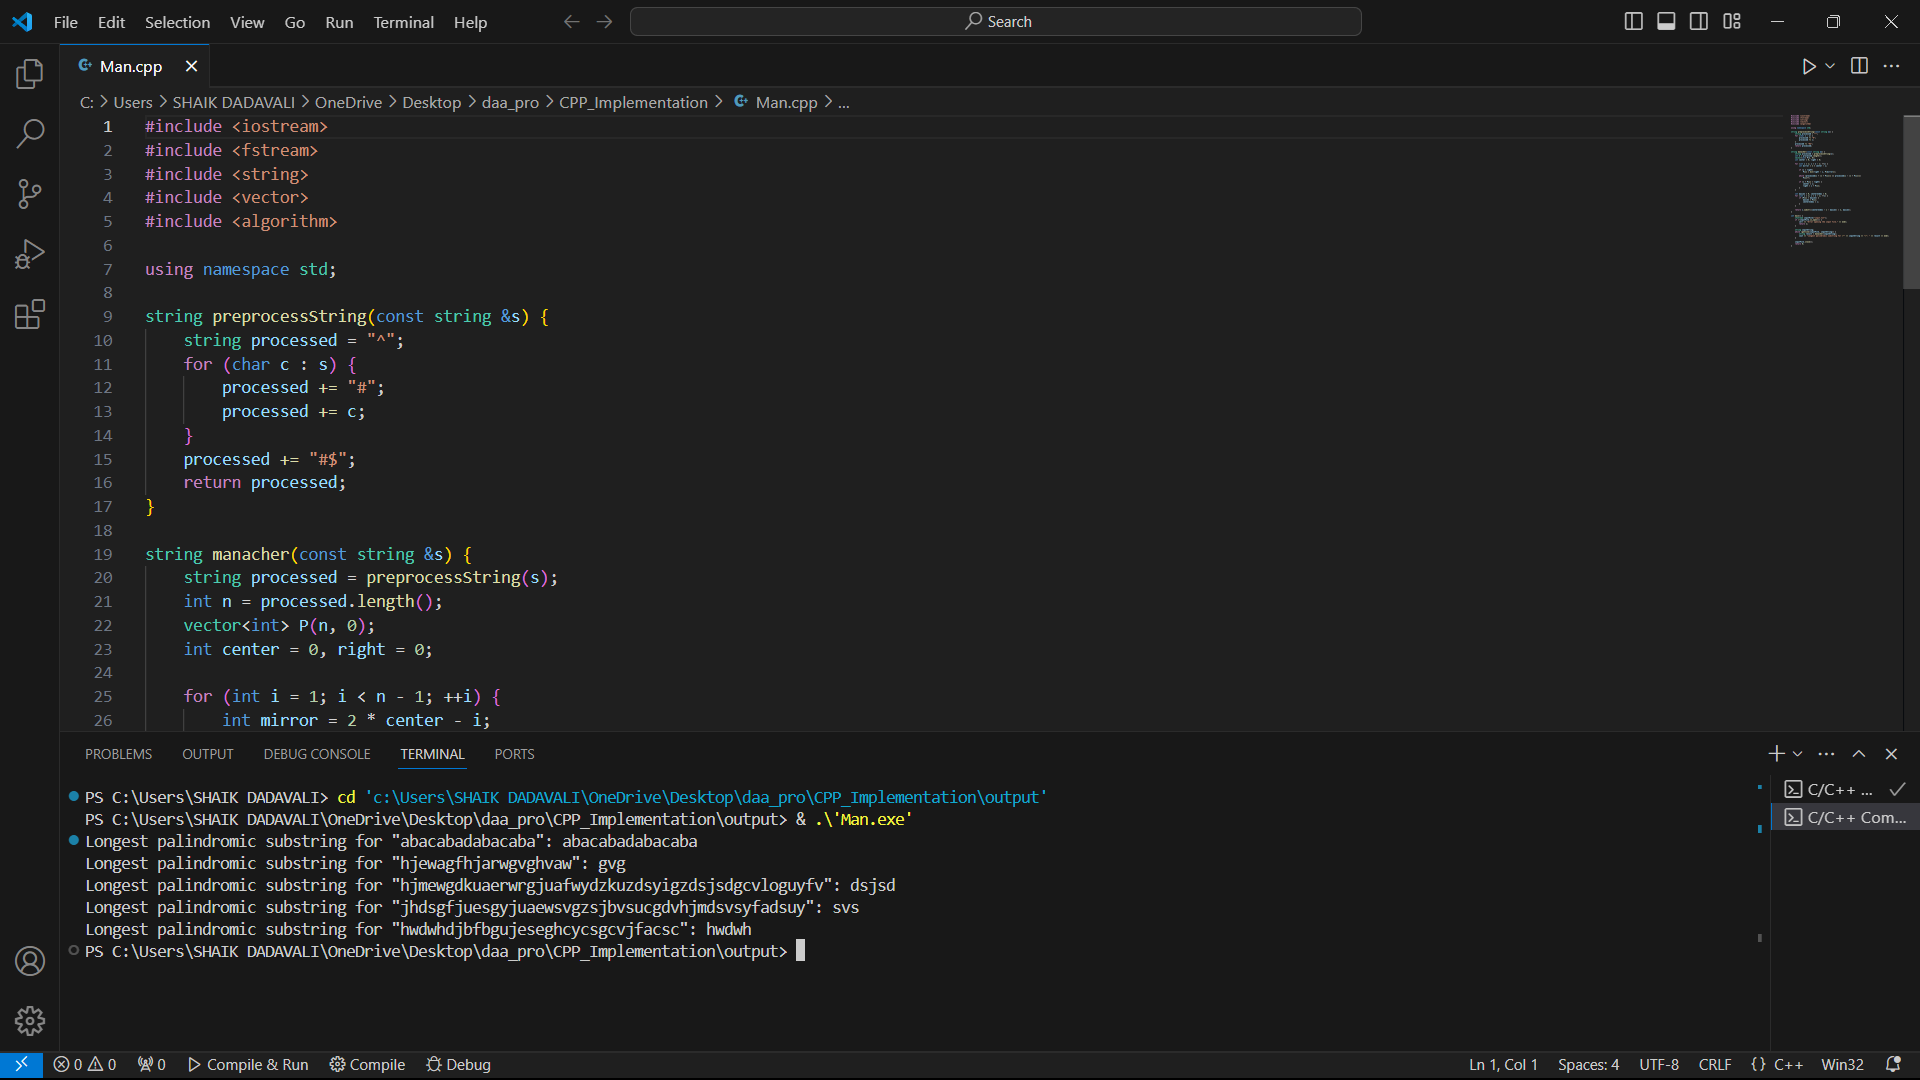 File Edit Selection View Go Run Terminal Help Search
Man.cpp
C: > Users > SHAIK DADAVALI > OneDrive > Desktop > daa_pro > CPP_Implementation > Man.cpp > ...
1 #include <iostream>
2 #include <fstream>
3 #include <string>
4 #include <vector>
5 #include <algorithm>
6
7 using namespace std;
8
9 string preprocessString(const string &s) {
10 string processed = "^";
11 for (char c : s) {
12 processed += "#";
13 processed += c;
14 }
15 processed += "#$";
16 return processed;
17 }
18
19 string manacher(const string &s) {
20 string processed = preprocessString(s);
21 int n = processed.length();
22 vector<int> P(n, 0);
23 int center = 0, right = 0;
24
25 for (int i = 1; i < n - 1; ++i) {
26 int mirror = 2 * center - i;
PROBLEMS OUTPUT DEBUG CONSOLE TERMINAL PORTS
PS C:\Users\SHAIK DADAVALI> cd 'c:\Users\SHAIK DADAVALI\OneDrive\Desktop\daa_pro\CPP_Implementation\output'
PS C:\Users\SHAIK DADAVALI\OneDrive\Desktop\daa_pro\CPP_Implementation\output> & .\'Man.exe'
Longest palindromic substring for "abacabadabacaba": abacabadabacaba
Longest palindromic substring for "hjewagfhjarwgvghvaw": gvg
Longest palindromic substring for "hjmewgdkuaerwrgjuafwydzkuzdsyigzdsjsdgcvloguyfv": dsjsd
Longest palindromic substring for "jhdsgfjuesgyjuaewsvgzsjbvsucgdvhjmdsvsyfadsuy": svs
Longest palindromic substring for "hwdwhdjbfbgujeseghcycsgcvjfacsc": hwdwh
PS C:\Users\SHAIK DADAVALI\OneDrive\Desktop\daa_pro\CPP_Implementation\output>
C/C++ ...
C/C++ Com...
0 0 0 Compile & Run Compile Debug Ln 1, Col 1 Spaces: 4 UTF-8 CRLF {} C++ Win32